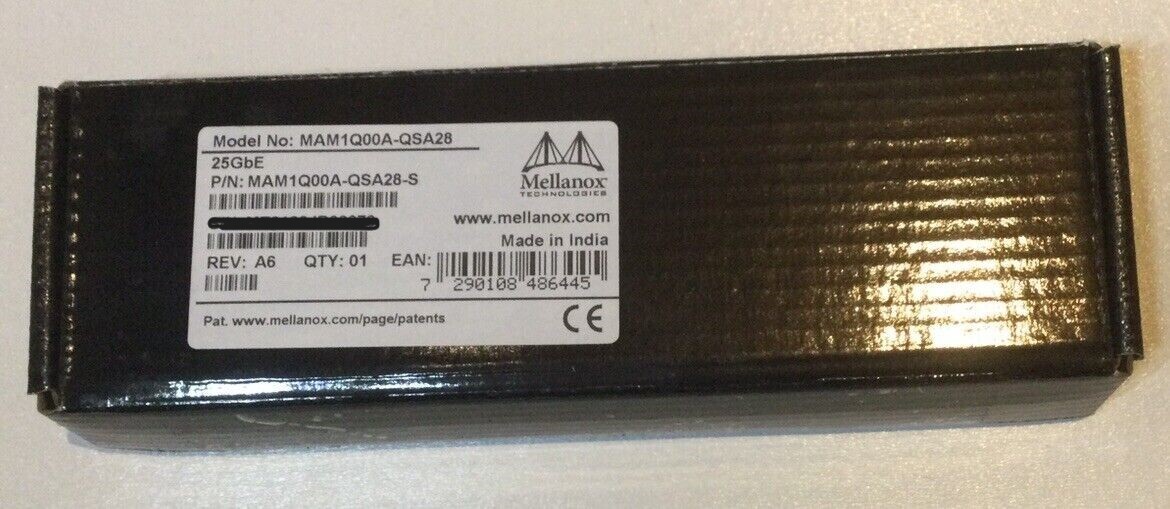 Model No: MAM1Q00A-QSA28
25GbE
P/N: MAM1Q00A-QSA28-S
Mellanox
TECHNOLOGIES
www.mellanox.com
Made in India
REV: A6 QTY: 01 EAN:
7 290108 486445
Pat. www.mellanox.com/page/patents
CE